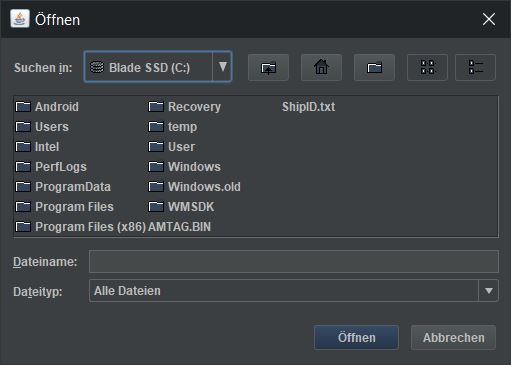 Öffnen
Suchen in: Blade SSD (C:)
Android Recovery ShipID.txt
Users temp
Intel User
PerfLogs Windows
ProgramData Windows.old
Program Files WMSDK
Program Files (x86) AMTAG.BIN
Dateiname:
Dateityp: Alle Dateien
Öffnen Abbrechen